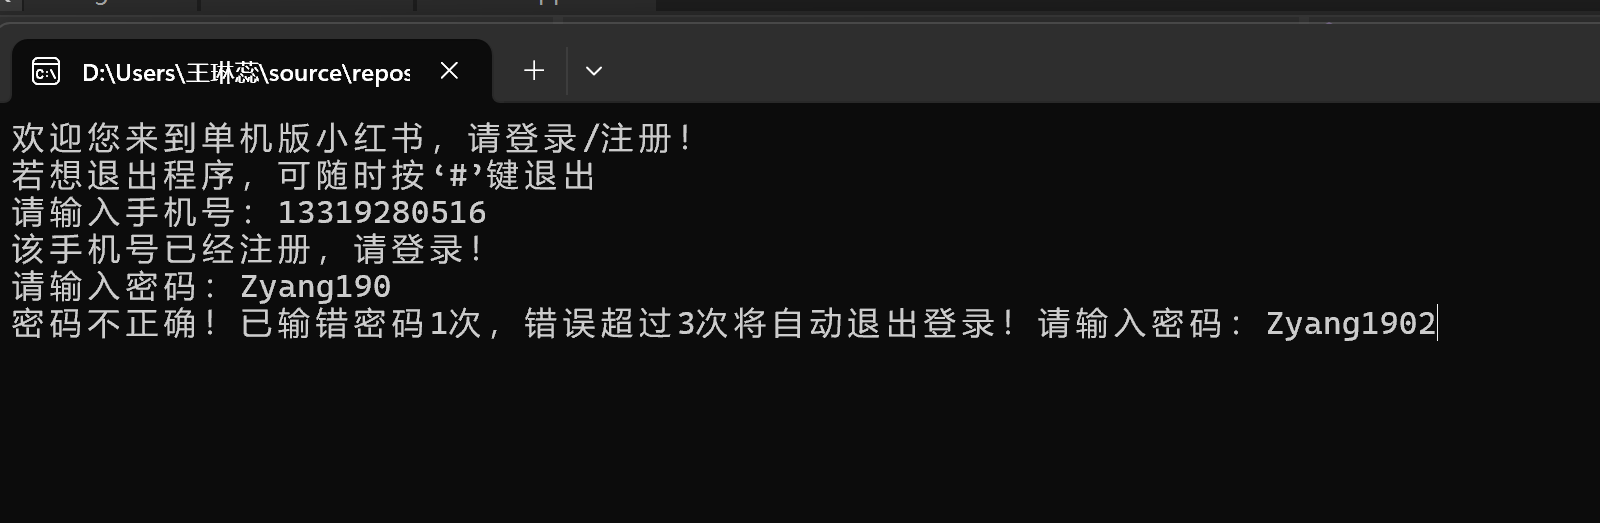 D:\Users\王琳蕊\source\repos
欢迎您来到单机版小红书，请登录/注册！
若想退出程序，可随时按‘#’键退出
请输入手机号：13319280516
该手机号已经注册，请登录！
请输入密码：Zyang190
密码不正确！已输错密码1次，错误超过3次将自动退出登录！请输入密码：Zyang1902